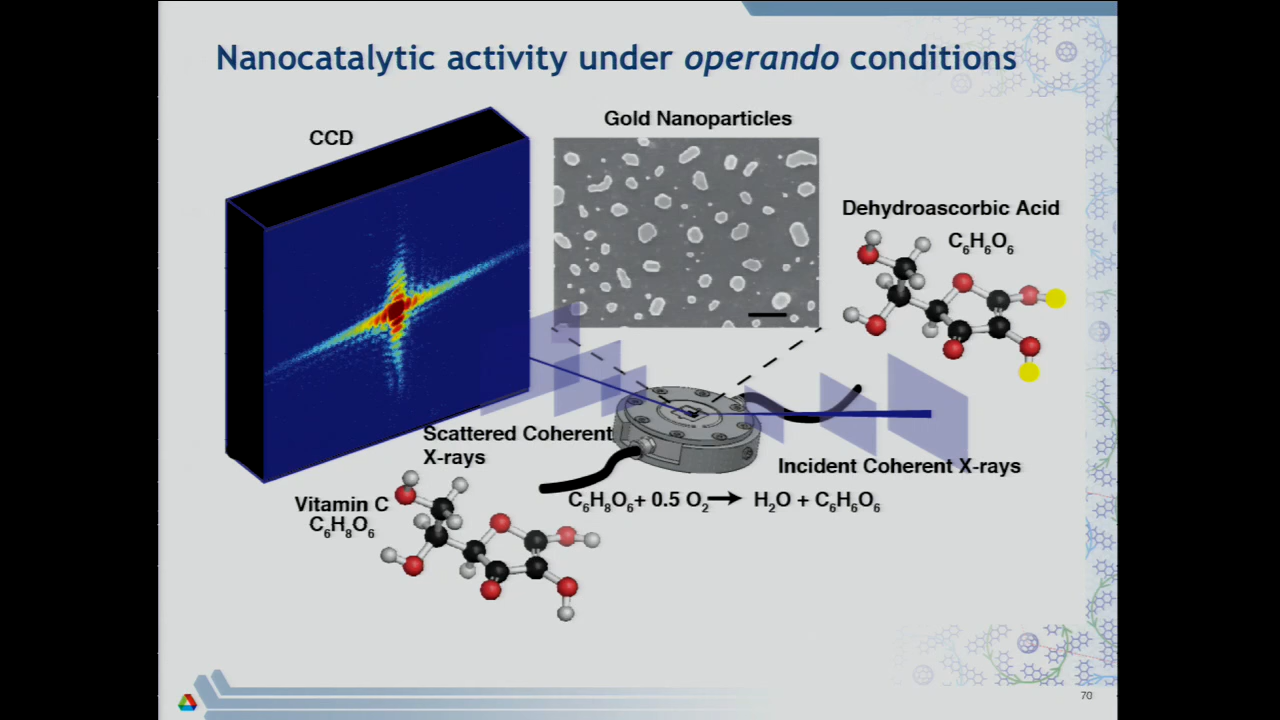 Nanocatalytic activity under operando conditions
CCD
Gold Nanoparticles
Dehydroascorbic Acid
C₆H₆O₆
Scattered Coherent
X-rays
Incident Coherent X-rays
Vitamin C
C₆H₈O₆
C₆H₈O₆+ 0.5 O₂→ H₂O + C₆H₆O₆
70